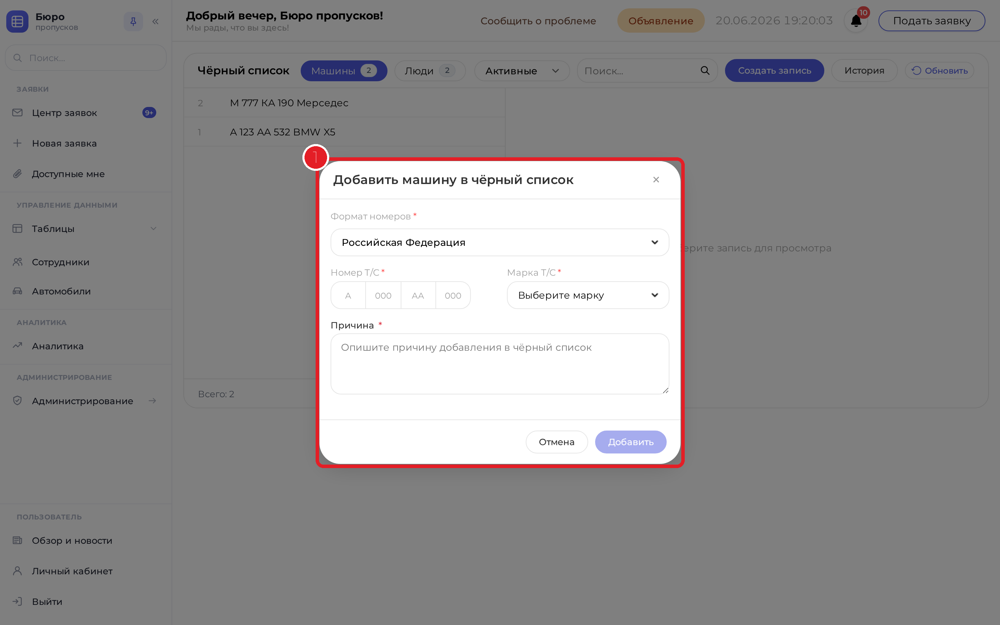 Бюро
пропусков
Поиск...
ЗАЯВКИ
Центр заявок 9+
Новая заявка
Доступные мне
УПРАВЛЕНИЕ ДАННЫМИ
Таблицы
Сотрудники
Автомобили
АНАЛИТИКА
Аналитика
АДМИНИСТРИРОВАНИЕ
Администрирование
ПОЛЬЗОВАТЕЛЬ
Обзор и новости
Личный кабинет
Выйти
Добрый вечер, Бюро пропусков!
Мы рады, что вы здесь!
Сообщить о проблеме
Объявление
20.06.2026 19:20:03
10
Подать заявку
Чёрный список
Машины 2
Люди 2
Активные
Поиск...
Создать запись
История
Обновить
2 М 777 КА 190 Мерседес
1 А 123 АА 532 BMW X5
Всего: 2
ерите запись для просмотра
1
Добавить машину в чёрный список
Формат номеров *
Российская Федерация
Номер Т/С * Марка Т/С *
А 000 АА 000 Выберите марку
Причина *
Опишите причину добавления в чёрный список
Отмена Добавить